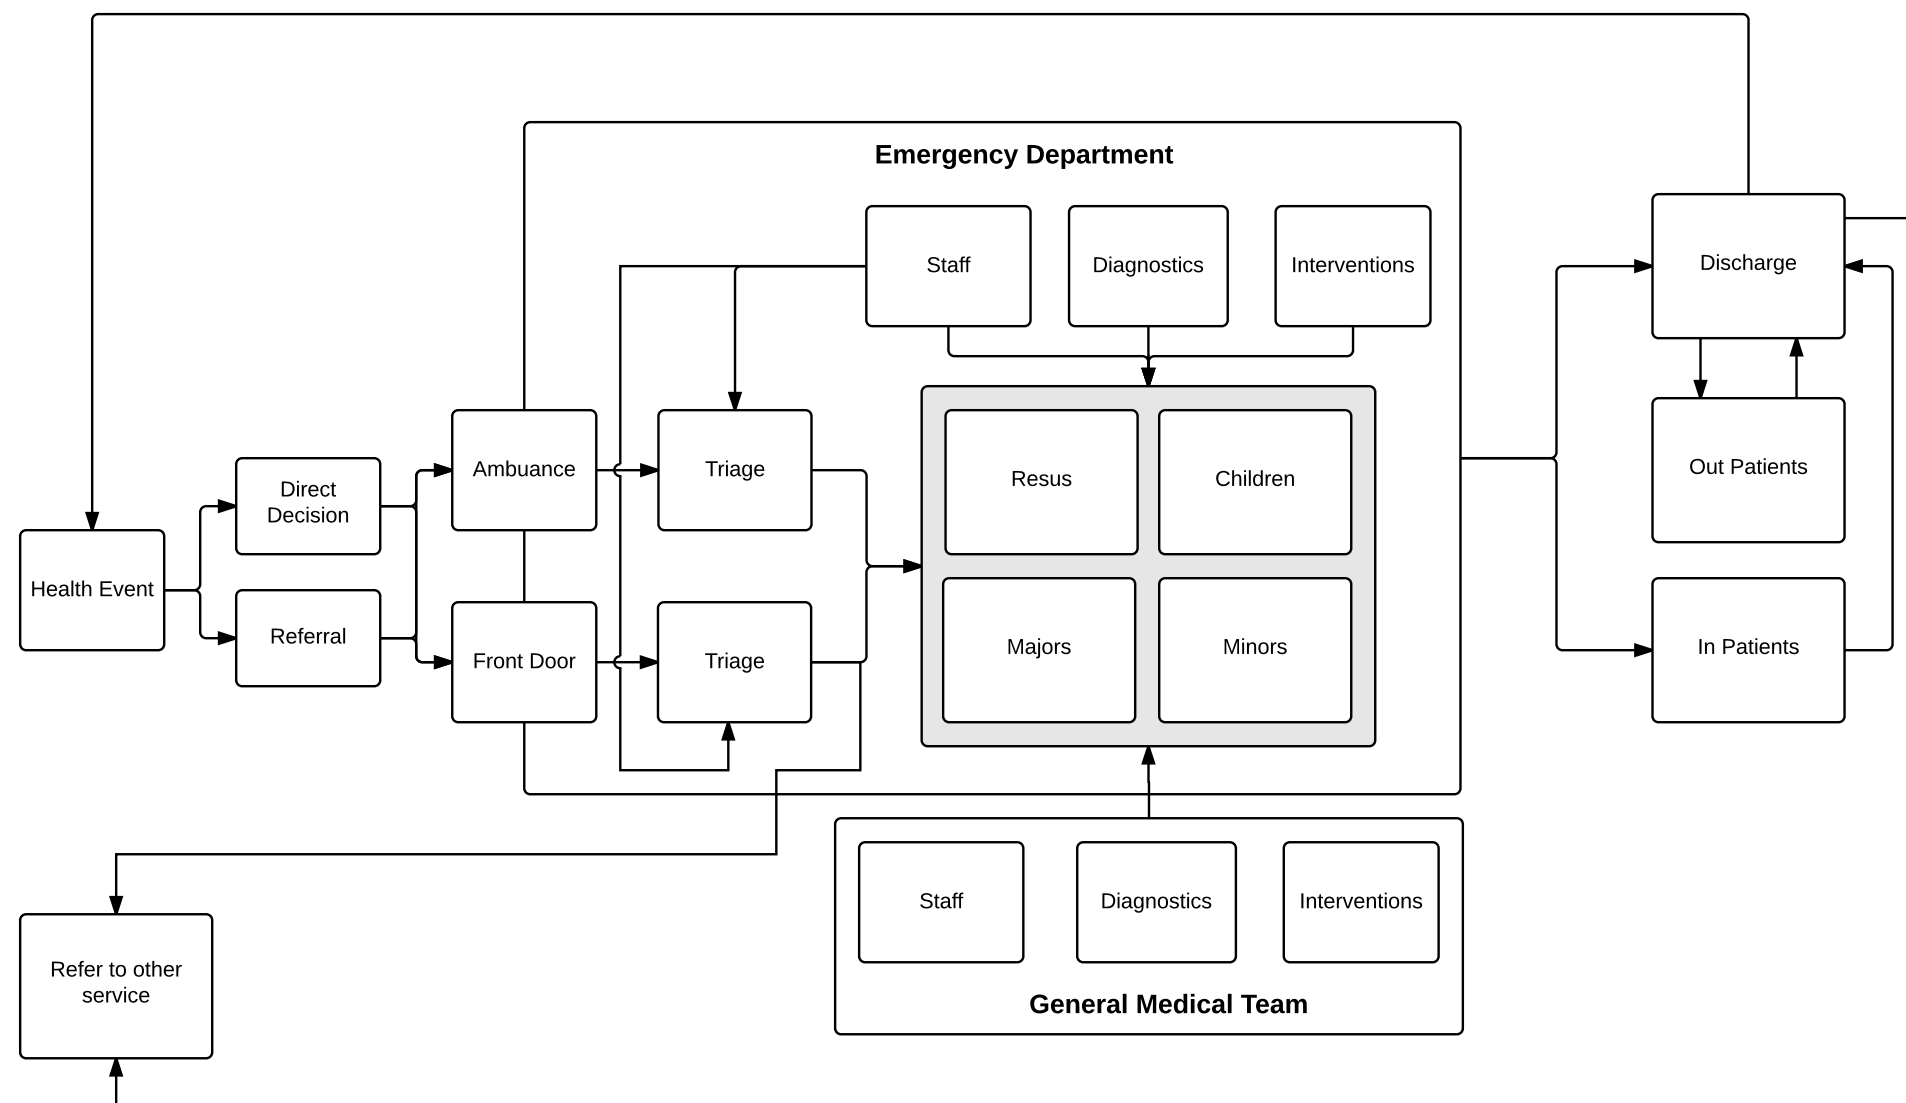 Emergency Department
Staff
Diagnostics
Interventions
Discharge
Ambuance
Triage
Resus
Children
Out Patients
Direct
Decision
Health Event
Referral
Front Door
Triage
Majors
Minors
In Patients
Staff
Diagnostics
Interventions
Refer to other
service
General Medical Team